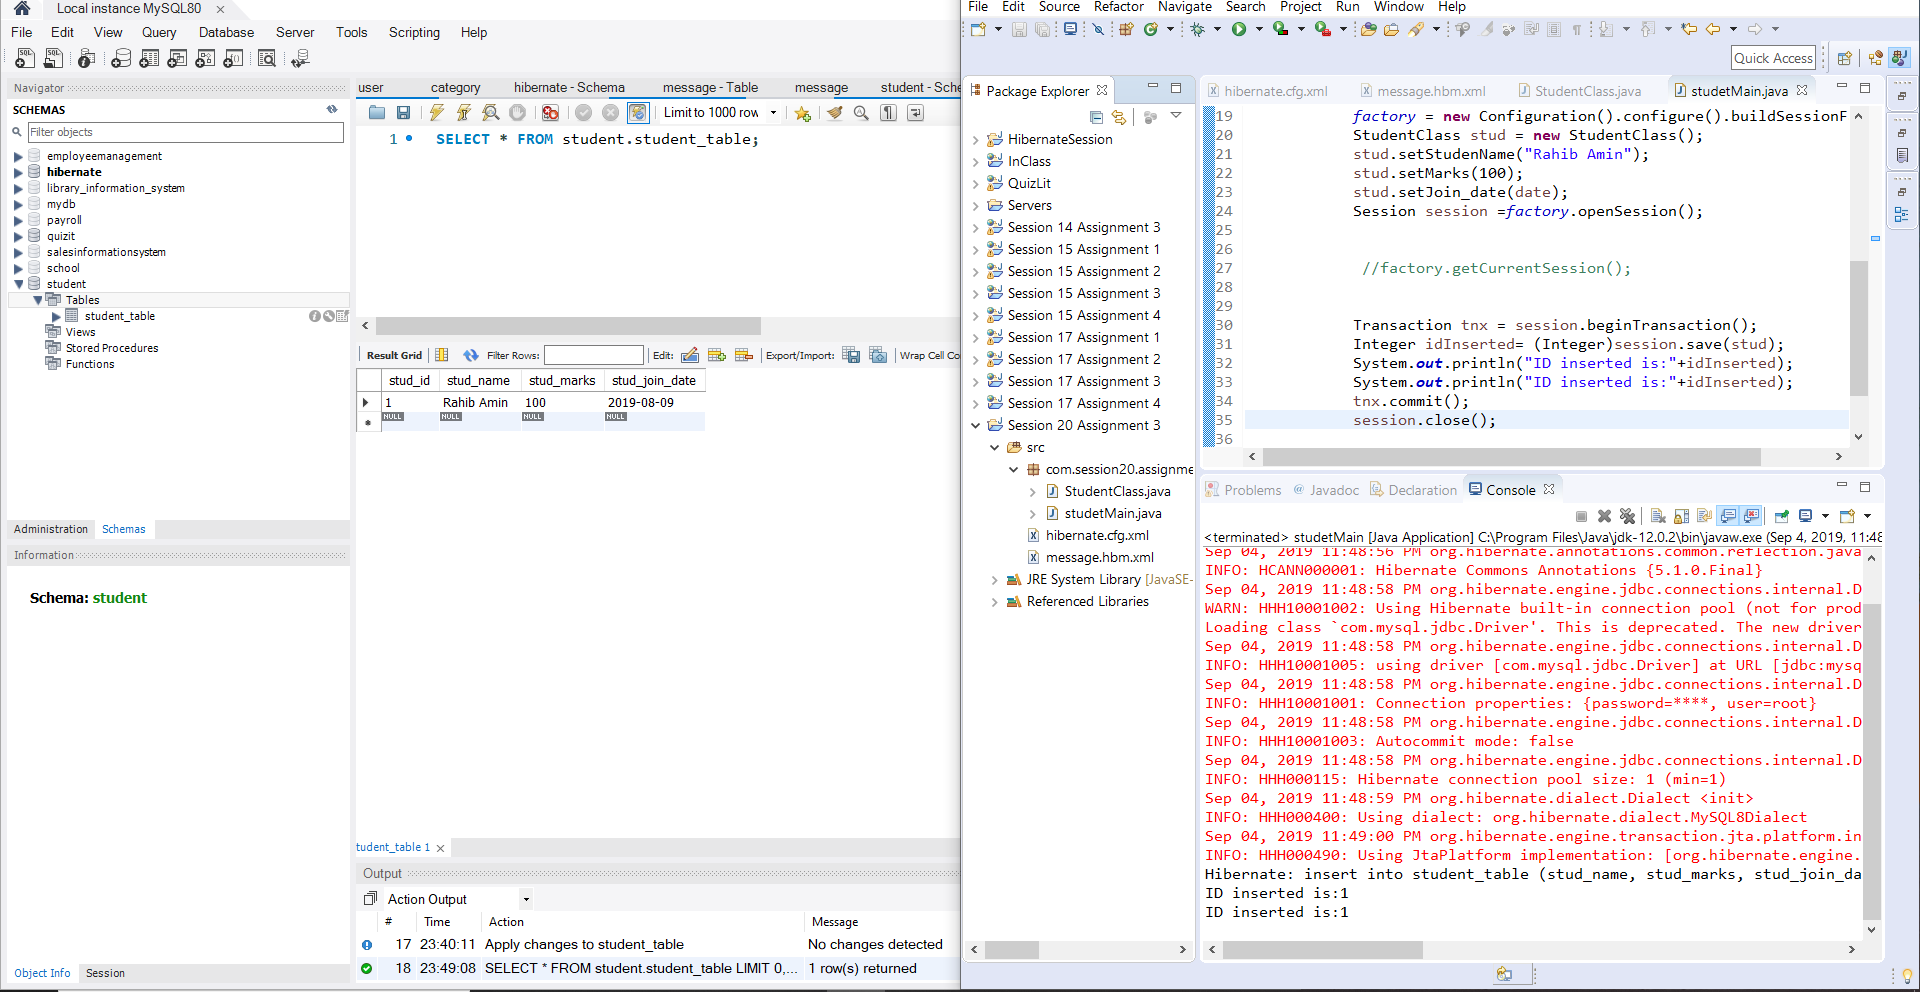 Local instance MySQL80
File Edit View Query Database Server Tools Scripting Help
Navigator
SCHEMAS
Filter objects
employeemanagement
hibernate
library_information_system
mydb
payroll
quizit
salesinformationsystem
school
student
Tables
student_table
Views
Stored Procedures
Functions
Administration Schemas
Information
Schema: student
Object Info Session
user category hibernate - Schema message - Table message student - Sche
Limit to 1000 row
1 SELECT * FROM student.student_table;
Result Grid Filter Rows: Edit: Export/Import: Wrap Cell Co
stud_id stud_name stud_marks stud_join_date
1 Rahib Amin 100 2019-08-09
NULL NULL NULL NULL
tudent_table 1
Output
Action Output
# Time Action Message
17 23:40:11 Apply changes to student_table No changes detected
18 23:49:08 SELECT * FROM student.student_table LIMIT 0,... 1 row(s) returned
File Edit Source Refactor Navigate Search Project Run Window Help
Quick Access
Package Explorer
HibernateSession
InClass
QuizLit
Servers
Session 14 Assignment 3
Session 15 Assignment 1
Session 15 Assignment 2
Session 15 Assignment 3
Session 15 Assignment 4
Session 17 Assignment 1
Session 17 Assignment 2
Session 17 Assignment 3
Session 17 Assignment 4
Session 20 Assignment 3
src
com.session20.assignme
StudentClass.java
studetMain.java
hibernate.cfg.xml
message.hbm.xml
JRE System Library [JavaSE-
Referenced Libraries
hibernate.cfg.xml message.hbm.xml StudentClass.java studetMain.java
19 factory = new Configuration().configure().buildSessionF
20 StudentClass stud = new StudentClass();
21 stud.setStudenName("Rahib Amin");
22 stud.setMarks(100);
23 stud.setJoin_date(date);
24 Session session =factory.openSession();
25
26
27 //factory.getCurrentSession();
28
29
30 Transaction tnx = session.beginTransaction();
31 Integer idInserted= (Integer)session.save(stud);
32 System.out.println("ID inserted is:"+idInserted);
33 System.out.println("ID inserted is:"+idInserted);
34 tnx.commit();
35 session.close();
36
Problems Javadoc Declaration Console
<terminated> studetMain [Java Application] C:\Program Files\Java\jdk-12.0.2\bin\javaw.exe (Sep 4, 2019, 11:48
Sep 04, 2019 11:48:56 PM org.hibernate.annotations.common.reflection.java
INFO: HCANN000001: Hibernate Commons Annotations {5.1.0.Final}
Sep 04, 2019 11:48:58 PM org.hibernate.engine.jdbc.connections.internal.D
WARN: HHH10001002: Using Hibernate built-in connection pool (not for prod
Loading class `com.mysql.jdbc.Driver'. This is deprecated. The new driver
Sep 04, 2019 11:48:58 PM org.hibernate.engine.jdbc.connections.internal.D
INFO: HHH10001005: using driver [com.mysql.jdbc.Driver] at URL [jdbc:mysq
Sep 04, 2019 11:48:58 PM org.hibernate.engine.jdbc.connections.internal.D
INFO: HHH10001001: Connection properties: {password=****, user=root}
Sep 04, 2019 11:48:58 PM org.hibernate.engine.jdbc.connections.internal.D
INFO: HHH10001003: Autocommit mode: false
Sep 04, 2019 11:48:58 PM org.hibernate.engine.jdbc.connections.internal.D
INFO: HHH000115: Hibernate connection pool size: 1 (min=1)
Sep 04, 2019 11:48:59 PM org.hibernate.dialect.Dialect <init>
INFO: HHH000400: Using dialect: org.hibernate.dialect.MySQL8Dialect
Sep 04, 2019 11:49:00 PM org.hibernate.engine.transaction.jta.platform.in
INFO: HHH000490: Using JtaPlatform implementation: [org.hibernate.engine.
Hibernate: insert into student_table (stud_name, stud_marks, stud_join_da
ID inserted is:1
ID inserted is:1